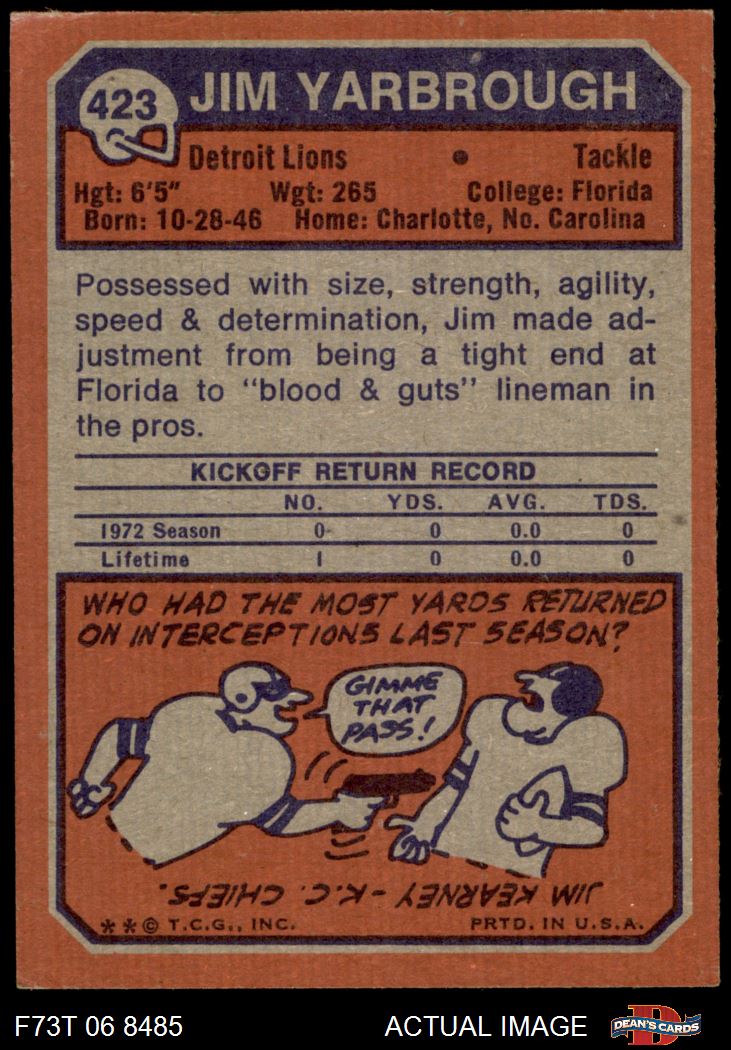 423
JIM YARBROUGH
Detroit Lions • Tackle
Hgt: 6'5" Wgt: 265 College: Florida
Born: 10-28-46 Home: Charlotte, No. Carolina
Possessed with size, strength, agility,
speed & determination, Jim made ad-
justment from being a tight end at
Florida to "blood & guts" lineman in
the pros.
KICKOFF RETURN RECORD
NO. YDS. AVG. TDS.
1972 Season 0 0 0.0 0
Lifetime 1 0 0.0 0
WHO HAD THE MOST YARDS RETURNED
ON INTERCEPTIONS LAST SEASON?
GIMME
THAT
PASS!
JIM KEARNEY - K.C. CHIEFS.
**© T.C.G., INC. PRTD. IN U.S.A.
F73T 06 8485 ACTUAL IMAGE
D
DEAN'S CARDS